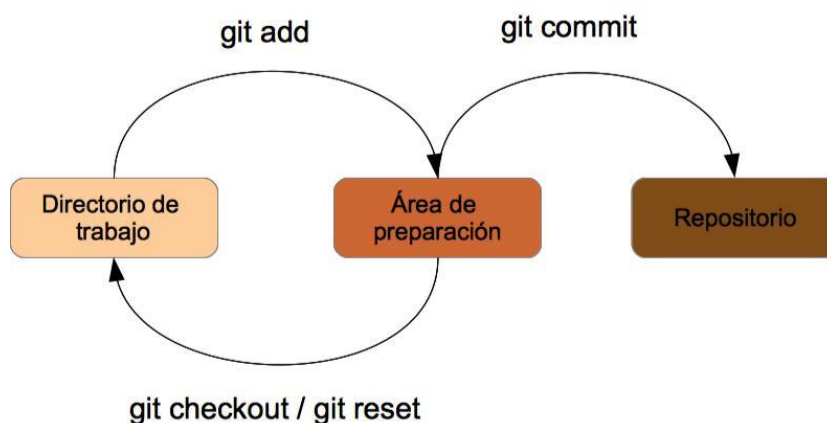 git add
git commit
Directorio de
trabajo
Área de
preparación
Repositorio
git checkout / git reset